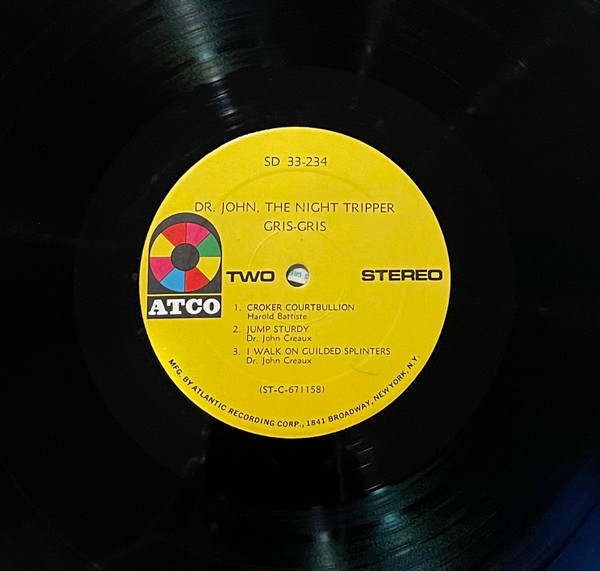 SD 33-234
DR. JOHN, THE NIGHT TRIPPER
GRIS-GRIS
ATCO
TWO
STEREO
1. CROKER COURTBULLION
Harold Battiste
2. JUMP STURDY
Dr. John Creaux
3. I WALK ON GUILDED SPLINTERS
Dr. John Creaux
(ST-C-671158)
MFG. BY ATLANTIC RECORDING CORP., 1841 BROADWAY, NEW YORK, N.Y.